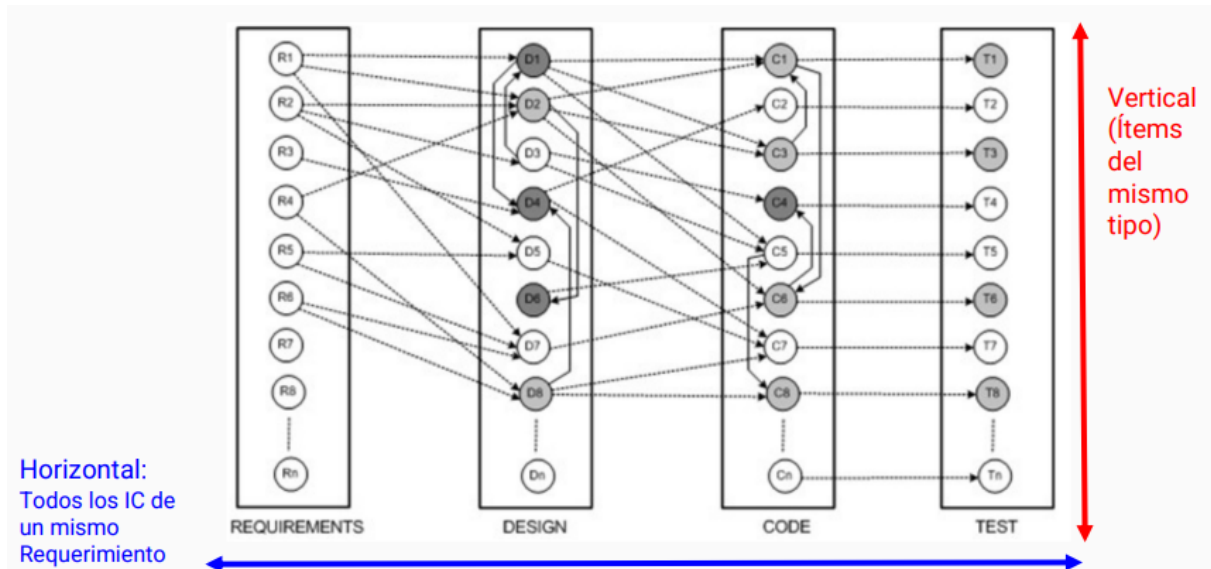 R1
R2
R3
R4
R5
R6
R7
R8
Rn
REQUIREMENTS
D1
D2
D3
D4
D5
D6
D7
D8
Dn
DESIGN
C1
C2
C3
C4
C5
C6
C7
C8
Cn
CODE
T1
T2
T3
T4
T5
T6
T7
T8
Tn
TEST
Vertical
(Ítems
del
mismo
tipo)
Horizontal:
Todos los IC de
un mismo
Requerimiento